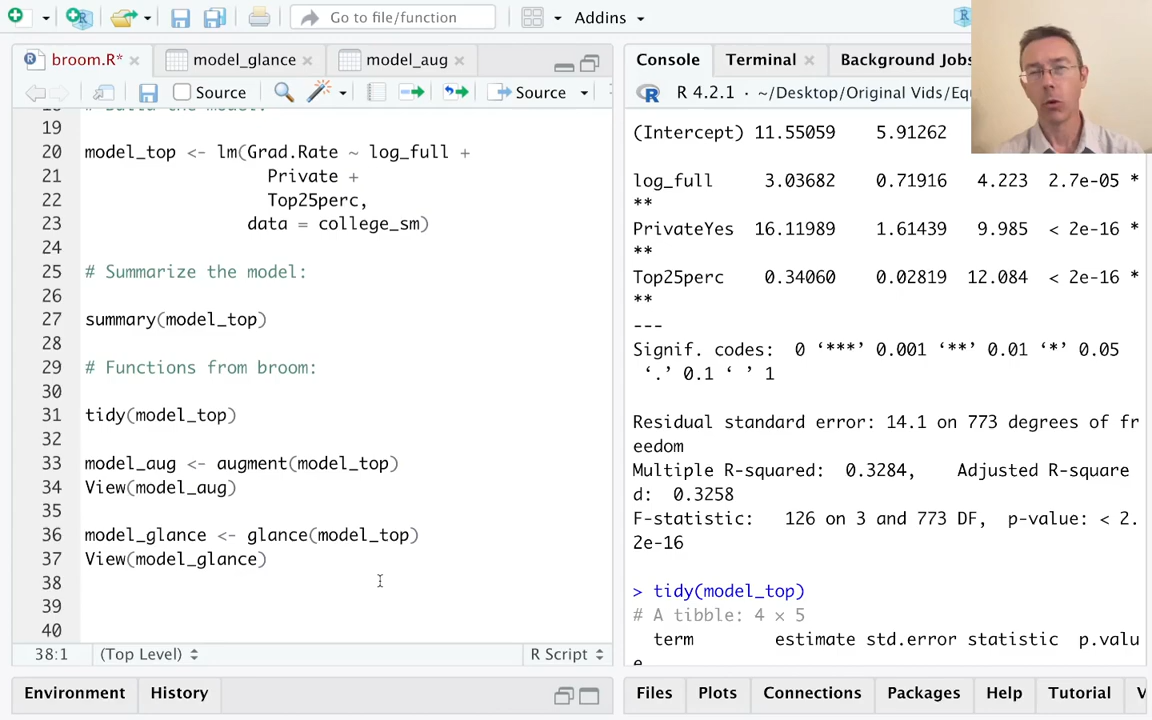 Go to file/function
Addins
broom.R*
model_glance
model_aug
Source
Source
19
20 model_top <- lm(Grad.Rate ~ log_full +
21 Private +
22 Top25perc,
23 data = college_sm)
24
25 # Summarize the model:
26
27 summary(model_top)
28
29 # Functions from broom:
30
31 tidy(model_top)
32
33 model_aug <- augment(model_top)
34 View(model_aug)
35
36 model_glance <- glance(model_top)
37 View(model_glance)
38
39
40
38:1 (Top Level) R Script
Environment History
Console Terminal Background Jobs
R 4.2.1 · ~/Desktop/Original Vids/Equ
(Intercept) 11.55059 5.91262
log_full 3.03682 0.71916 4.223 2.7e-05 *
**
PrivateYes 16.11989 1.61439 9.985 < 2e-16 *
**
Top25perc 0.34060 0.02819 12.084 < 2e-16 *
**
---
Signif. codes: 0 ‘***’ 0.001 ‘**’ 0.01 ‘*’ 0.05
‘.’ 0.1 ‘ ’ 1
Residual standard error: 14.1 on 773 degrees of fr
eedom
Multiple R-squared: 0.3284, Adjusted R-square
d: 0.3258
F-statistic: 126 on 3 and 773 DF, p-value: < 2.
2e-16
> tidy(model_top)
# A tibble: 4 × 5
term estimate std.error statistic p.valu
e
Files Plots Connections Packages Help Tutorial V